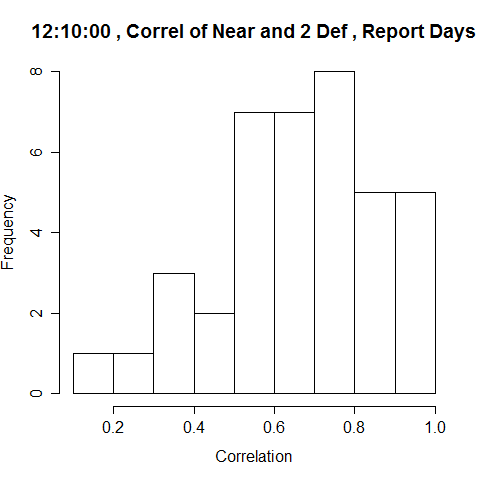 12:10:00 , Correl of Near and 2 Def , Report Days
Frequency
8
6
4
2
0
0.2 0.4 0.6 0.8 1.0
Correlation